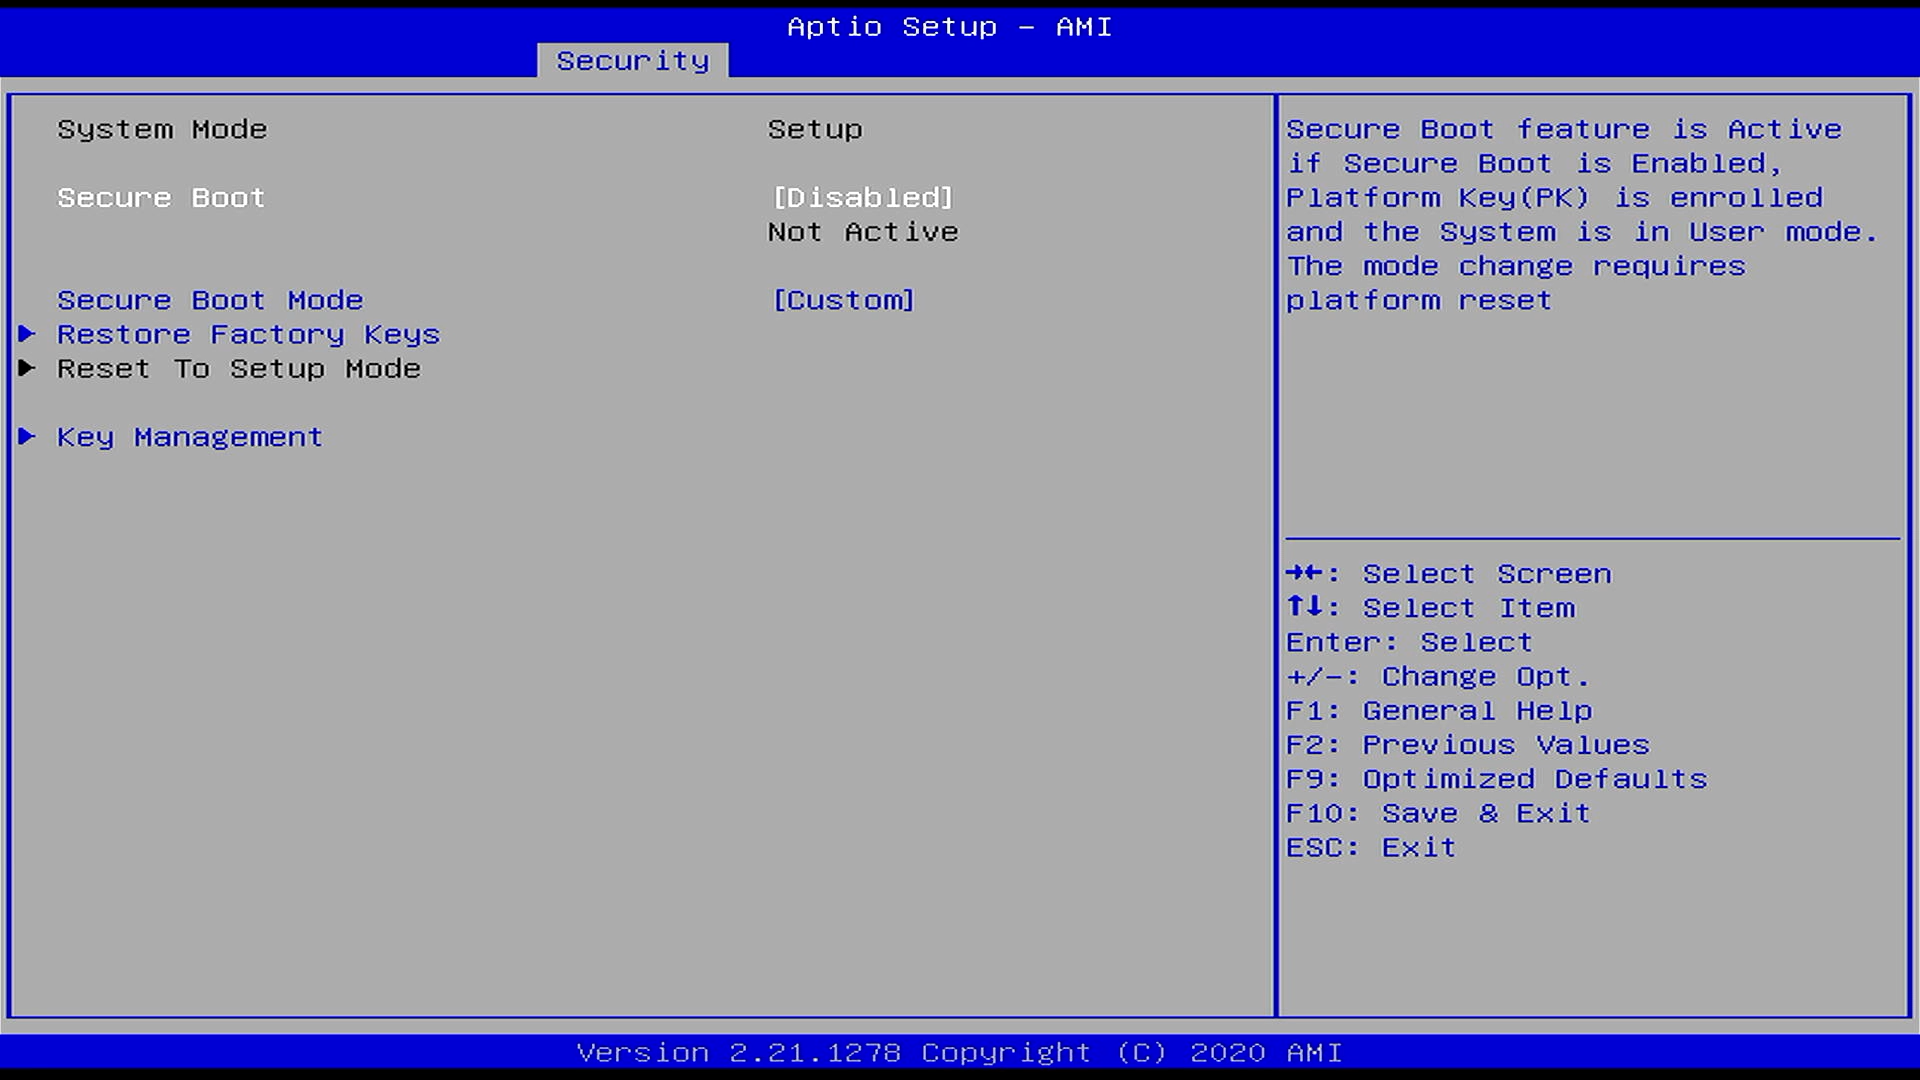 Aptio Setup – AMI
Security
System Mode Setup
Secure Boot [Disabled]
Not Active
Secure Boot Mode [Custom]
▶ Restore Factory Keys
▶ Reset To Setup Mode
▶ Key Management
Secure Boot feature is Active
if Secure Boot is Enabled,
Platform Key(PK) is enrolled
and the System is in User mode.
The mode change requires
platform reset
→←: Select Screen
↑↓: Select Item
Enter: Select
+/-: Change Opt.
F1: General Help
F2: Previous Values
F9: Optimized Defaults
F10: Save & Exit
ESC: Exit
Version 2.21.1278 Copyright (C) 2020 AMI